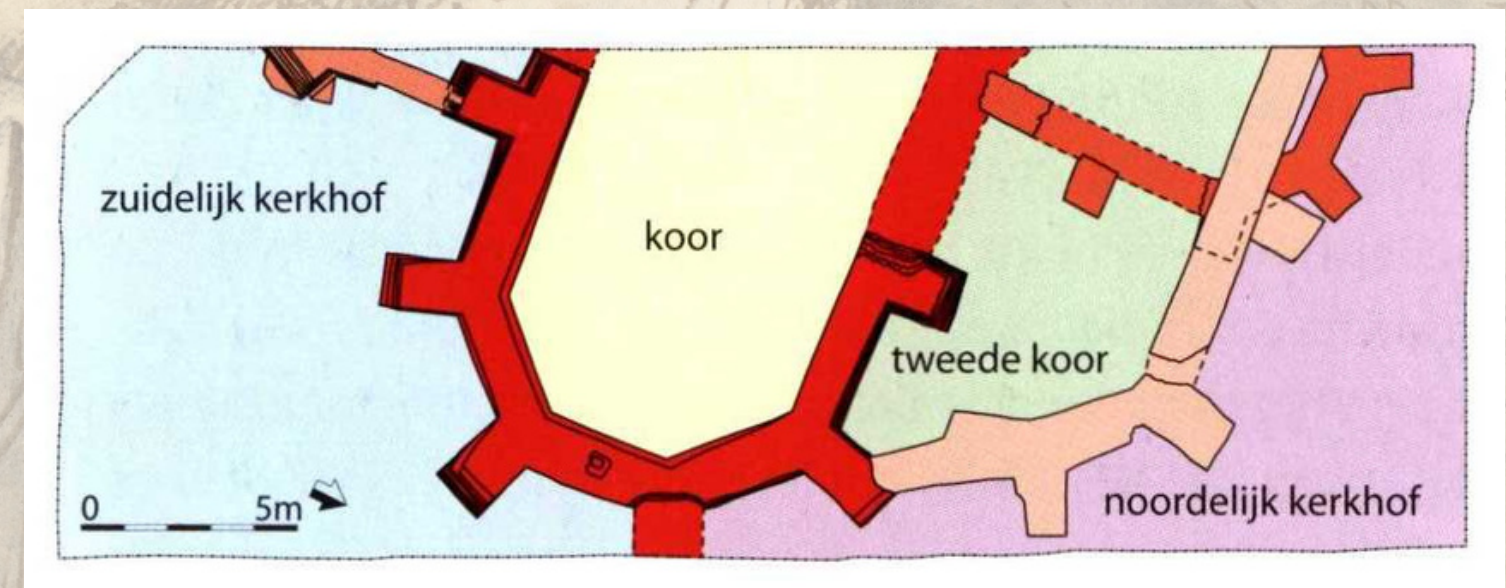 zuidelijk kerkhof
koor
tweede koor
noordelijk kerkhof
0 5m